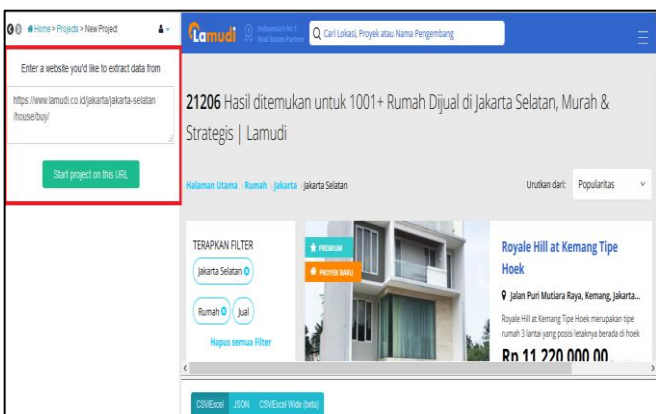 Home > Projects > New Project
Enter a website you'd like to extract data from
https://www.lamudi.co.id/jakarta/jakarta-selatan
/house/buy/
Start project on this URL
Lamudi
Indonesia's Nr.1
Real Estate Partner
Cari Lokasi, Proyek atau Nama Pengembang
21206 Hasil ditemukan untuk 1001+ Rumah Dijual di Jakarta Selatan, Murah &
Strategis | Lamudi
Halaman Utama › Rumah › Jakarta › Jakarta Selatan
Urutkan dari: Popularitas
TERAPKAN FILTER
Jakarta Selatan
Rumah Jual
Hapus semua Filter
PREMIUM
PROYEK BARU
Royale Hill at Kemang Tipe
Hoek
Jalan Puri Mutiara Raya, Kemang, Jakarta...
Royale Hill at Kemang Tipe Hoek merupakan tipe
rumah 3 lantai yang posisi letaknya berada di hoek
Rp 11.220.000.00
CSV/Excel JSON CSV/Excel Wide (beta)